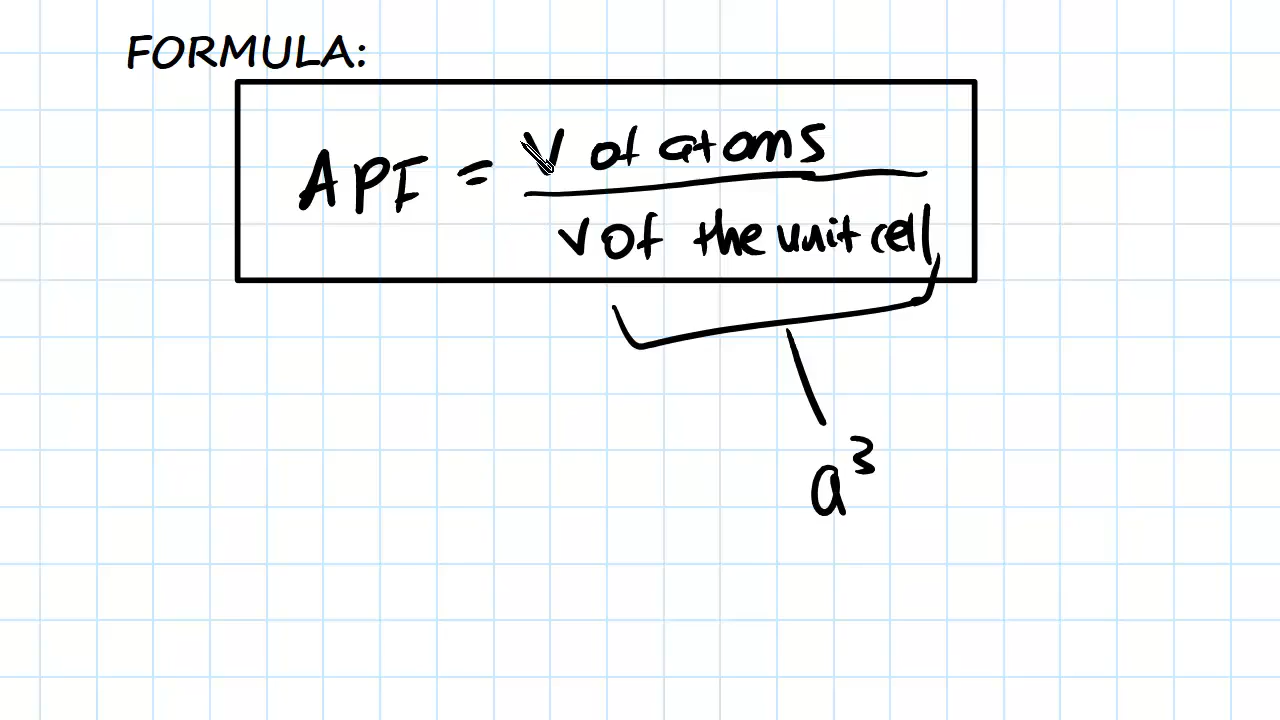 FORMULA:
APF = V of atoms
V of the unit cell
a³